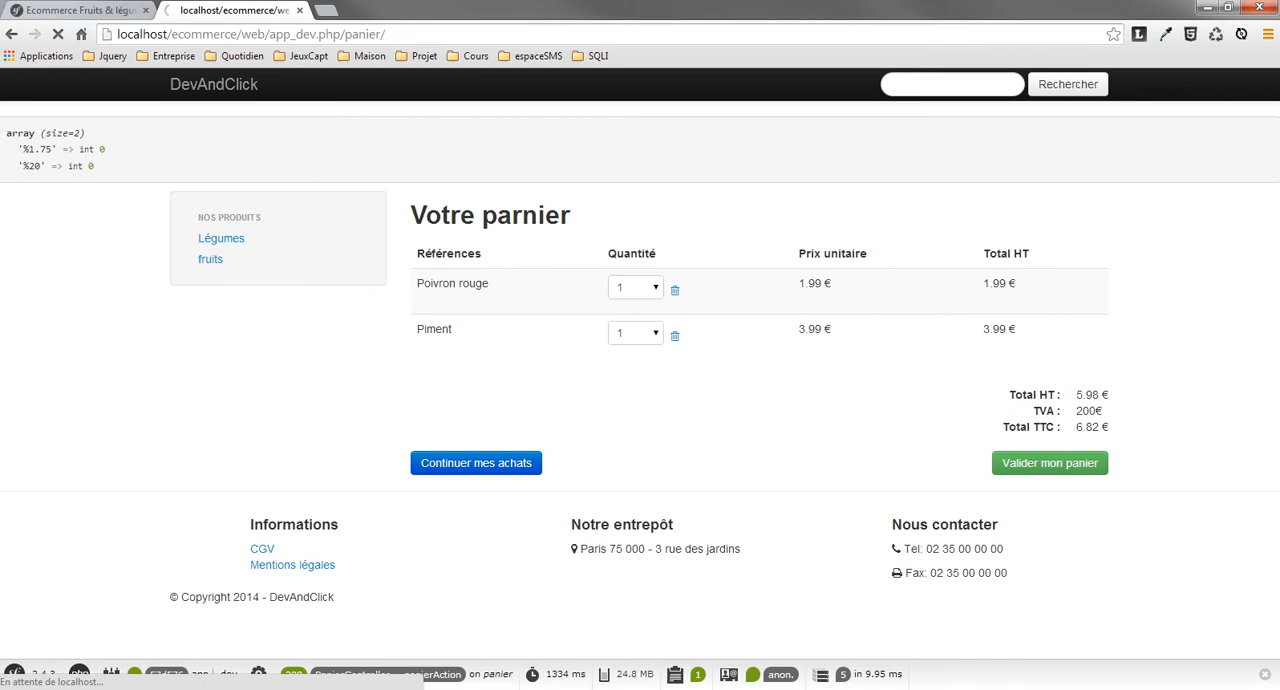 Ecommerce Fruits & légu
localhost/ecommerce/we
localhost/ecommerce/web/app_dev.php/panier/
Applications Jquery Entreprise Quotidien JeuxCapt Maison Projet Cours espaceSMS SQLI
DevAndClick Rechercher
array (size=2)
'%1.75' => int 0
'%20' => int 0
NOS PRODUITS
Légumes
fruits
Votre parnier
Références Quantité Prix unitaire Total HT
Poivron rouge 1 1.99 € 1.99 €
Piment 1 3.99 € 3.99 €
Total HT : 5.98 €
TVA : 200€
Total TTC : 6.82 €
Continuer mes achats Valider mon panier
Informations Notre entrepôt Nous contacter
CGV Paris 75 000 - 3 rue des jardins Tel: 02 35 00 00 00
Mentions légales
Fax: 02 35 00 00 00
© Copyright 2014 - DevAndClick
on panier 1334 ms 24.8 MB 1 anon. 5 in 9.95 ms
En attente de localhost...